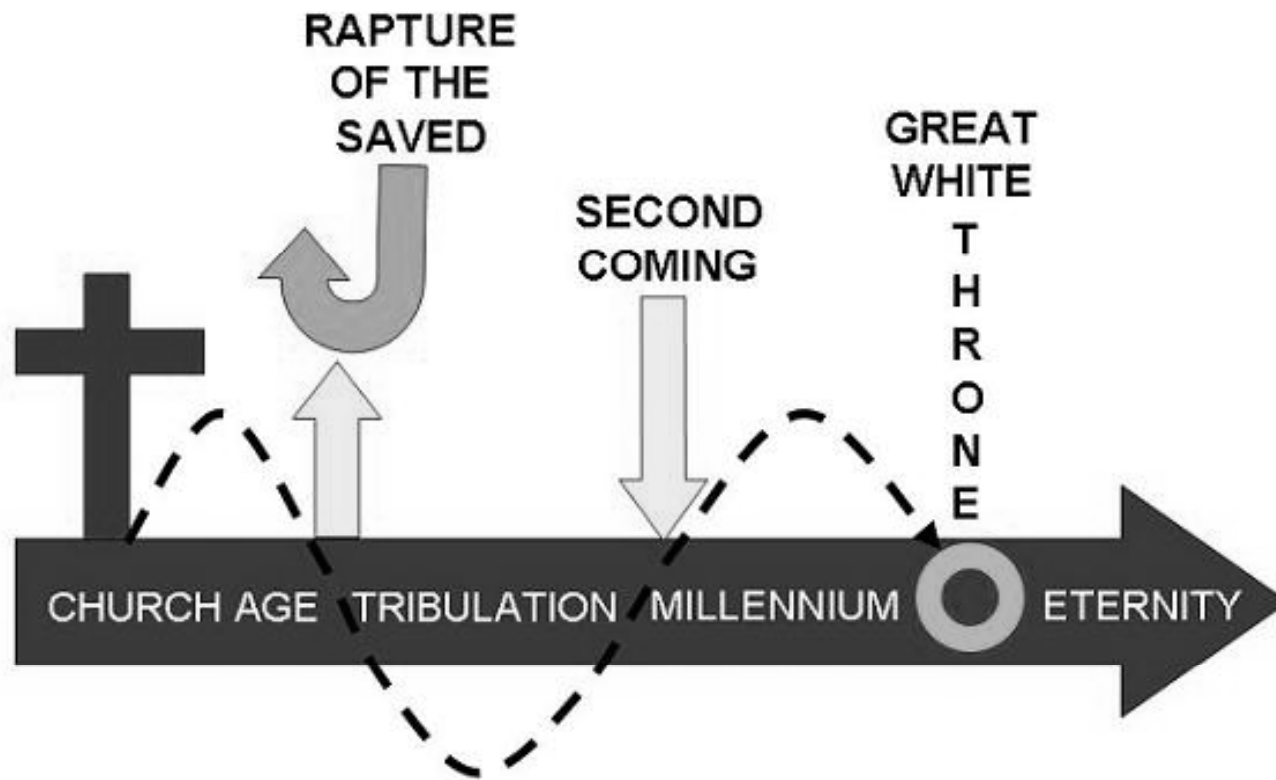 RAPTURE
OF THE
SAVED
SECOND
COMING
GREAT
WHITE
T
H
R
O
N
E
CHURCH AGE TRIBULATION MILLENNIUM ETERNITY